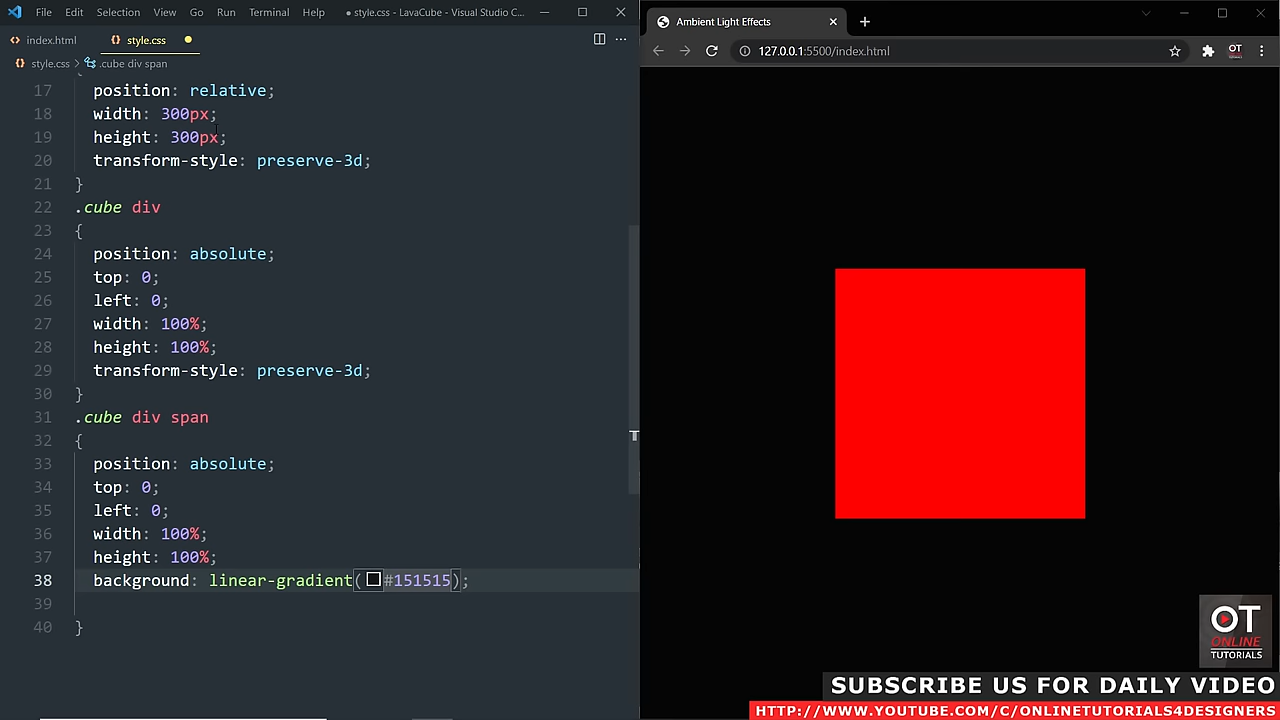 File Edit Selection View Go Run Terminal Help ● style.css - LavaCube - Visual Studio C...
index.html style.css
style.css > .cube div span
17 position: relative;
18 width: 300px;
19 height: 300px;
20 transform-style: preserve-3d;
21 }
22 .cube div
23 {
24 position: absolute;
25 top: 0;
26 left: 0;
27 width: 100%;
28 height: 100%;
29 transform-style: preserve-3d;
30 }
31 .cube div span
32 {
33 position: absolute;
34 top: 0;
35 left: 0;
36 width: 100%;
37 height: 100%;
38 background: linear-gradient(#151515);
39
40 }
Ambient Light Effects
127.0.0.1:5500/index.html
OT
OT
ONLINE
TUTORIALS
SUBSCRIBE US FOR DAILY VIDEO
HTTP://WWW.YOUTUBE.COM/C/ONLINETUTORIALS4DESIGNERS